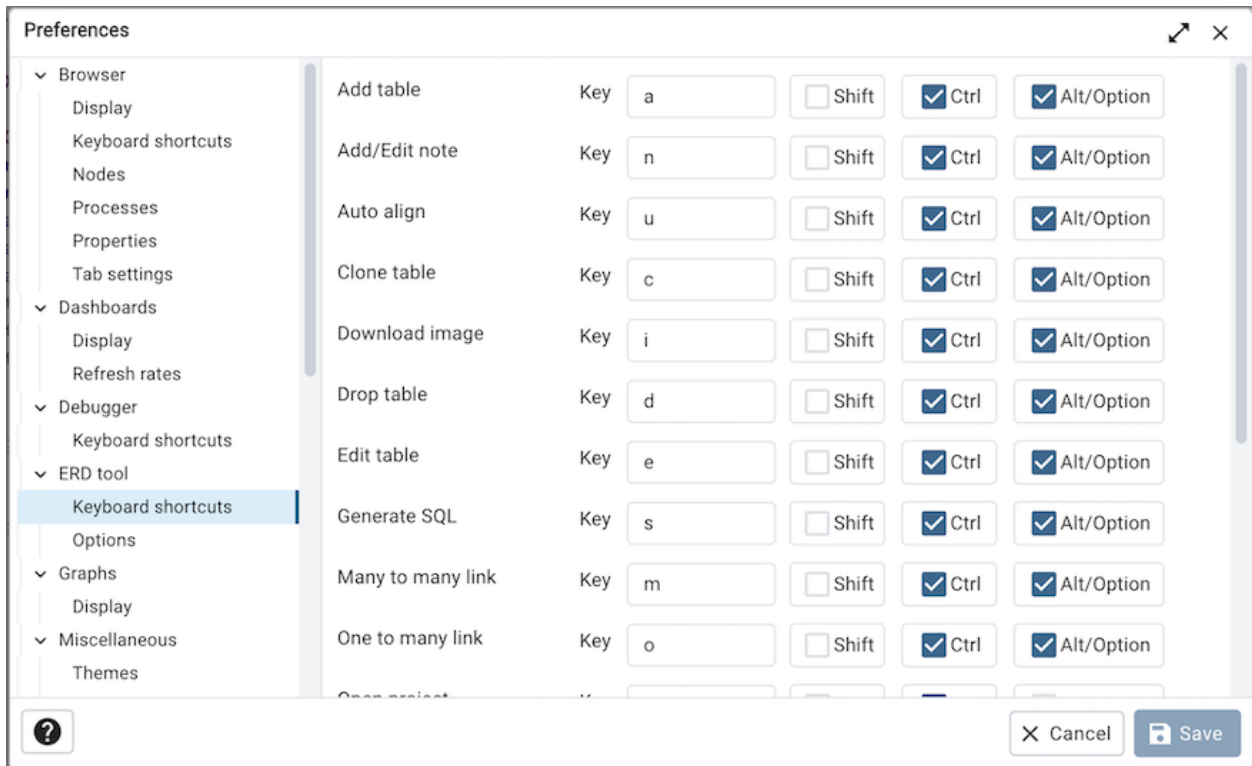 Preferences
Browser
Display
Keyboard shortcuts
Nodes
Processes
Properties
Tab settings
Dashboards
Display
Refresh rates
Debugger
Keyboard shortcuts
ERD tool
Keyboard shortcuts
Options
Graphs
Display
Miscellaneous
Themes
Add table Key a Shift Ctrl Alt/Option
Add/Edit note Key n Shift Ctrl Alt/Option
Auto align Key u Shift Ctrl Alt/Option
Clone table Key c Shift Ctrl Alt/Option
Download image Key i Shift Ctrl Alt/Option
Drop table Key d Shift Ctrl Alt/Option
Edit table Key e Shift Ctrl Alt/Option
Generate SQL Key s Shift Ctrl Alt/Option
Many to many link Key m Shift Ctrl Alt/Option
One to many link Key o Shift Ctrl Alt/Option
Open project
? Cancel Save